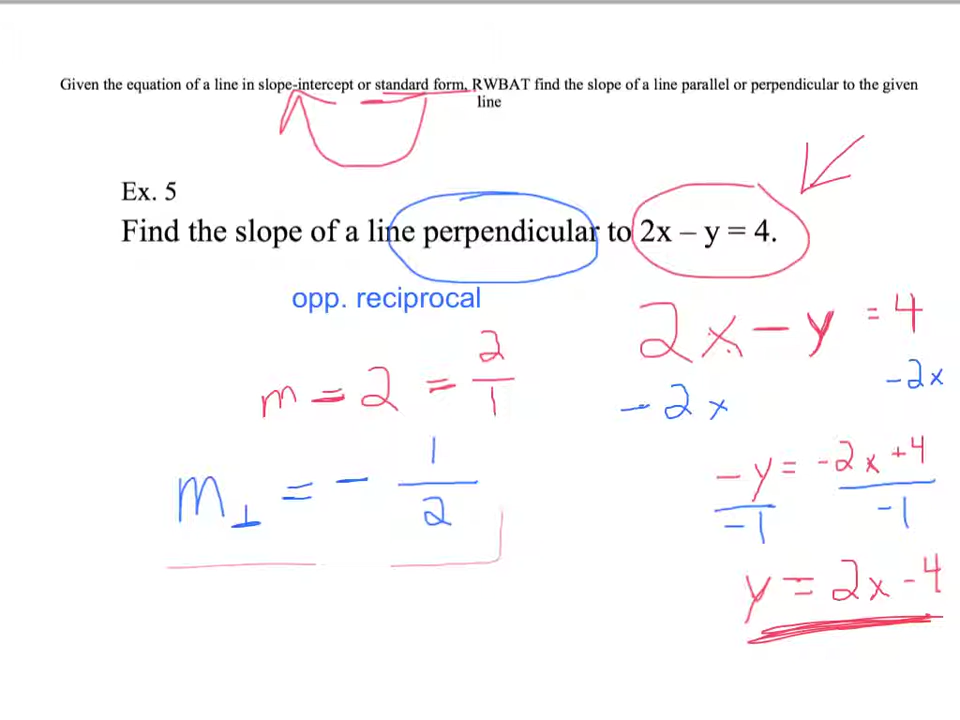 Given the equation of a line in slope-intercept or standard form, RWBAT find the slope of a line parallel or perpendicular to the given
line
Ex. 5
Find the slope of a line perpendicular to 2x – y = 4.
opp. reciprocal
2x - y = 4
- 2x -2x
m = 2 = 2/1
-y = -2x +4
-1 -1
m⊥ = - 1/2
y = 2x - 4